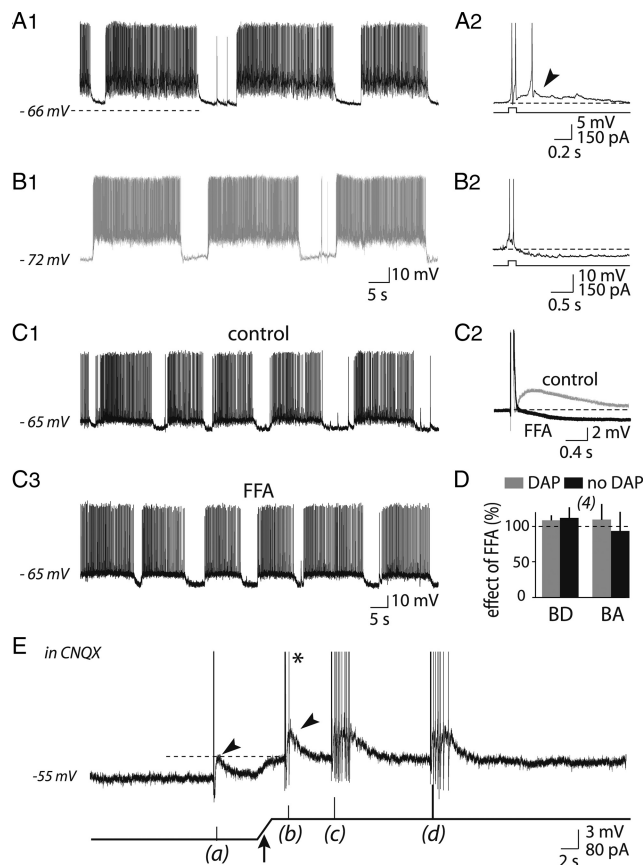 A1
A2
- 66 mV
5 mV
150 pA
0.2 s
B1
B2
- 72 mV
10 mV
5 s
10 mV
150 pA
0.5 s
C1
control
C2
- 65 mV
control
FFA
2 mV
0.4 s
C3
FFA
D
DAP
no DAP
(4)
effect of FFA (%)
100
50
0
BD
BA
- 65 mV
10 mV
5 s
E
in CNQX
*
-55 mV
(a)
(b)
(c)
(d)
3 mV
80 pA
2 s